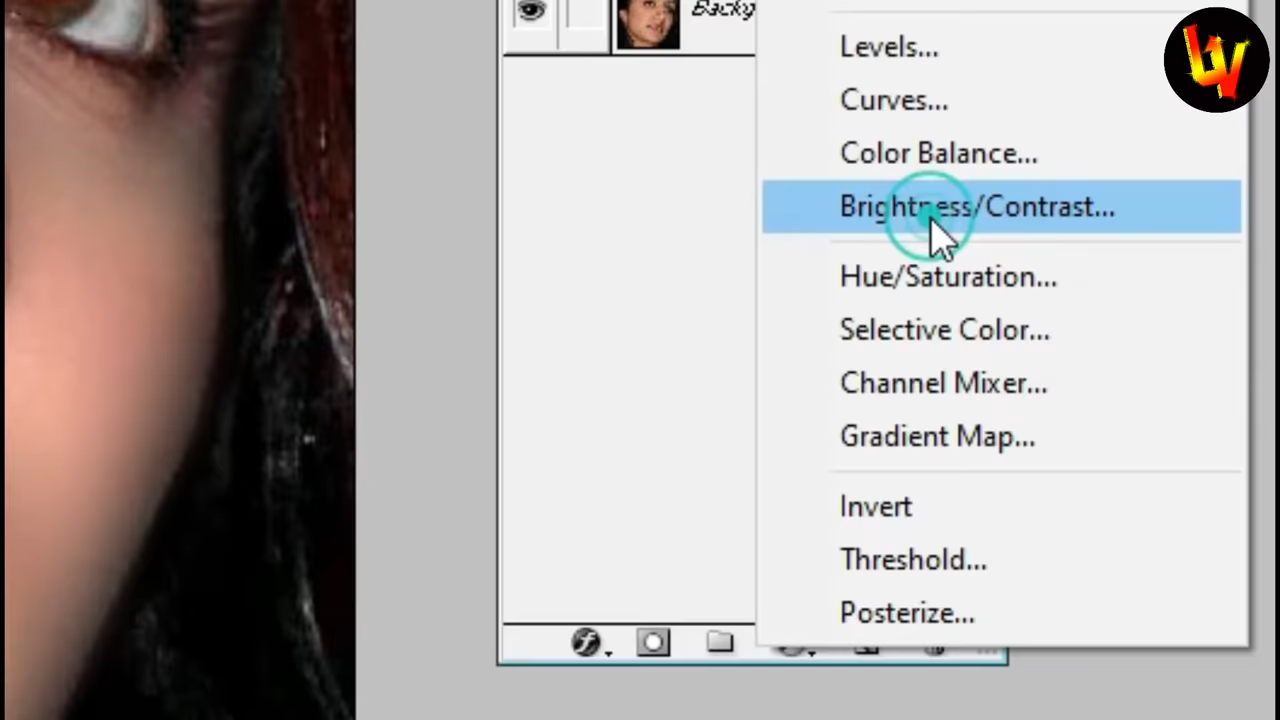 Backg
Levels...
Curves...
Color Balance...
Brightness/Contrast...
Hue/Saturation...
Selective Color...
Channel Mixer...
Gradient Map...
Invert
Threshold...
Posterize...